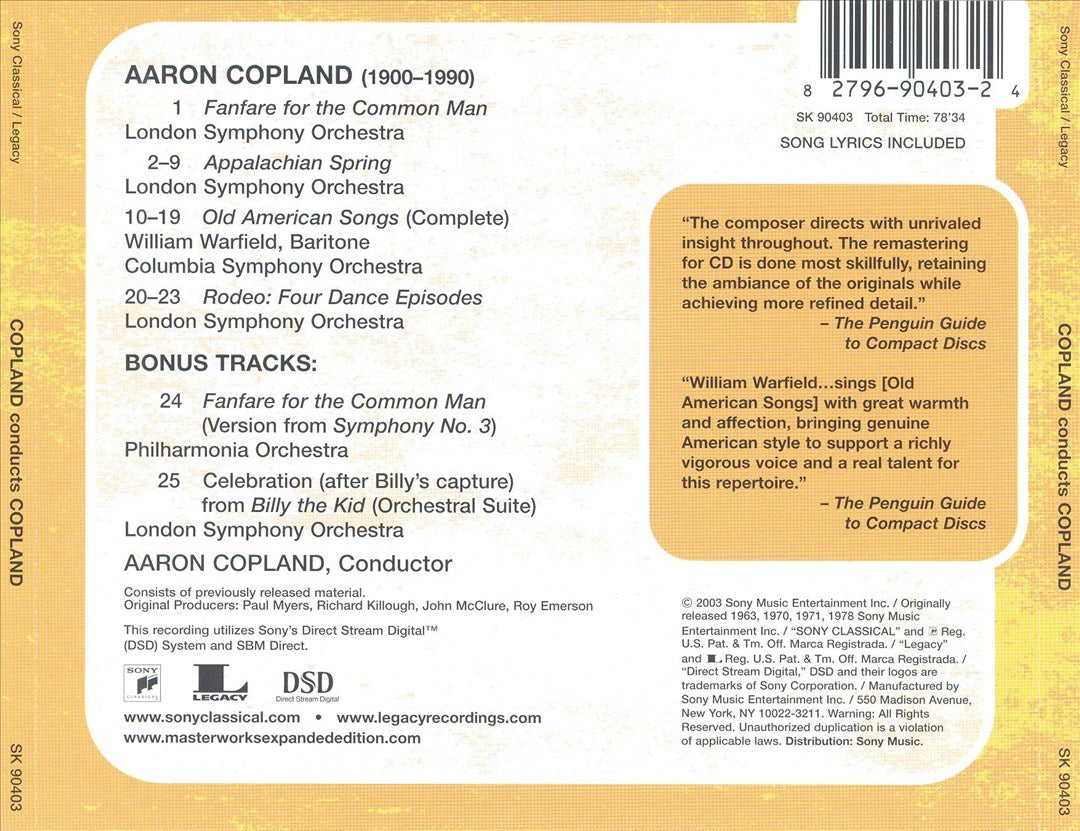 Sony Classical / Legacy
COPLAND conducts COPLAND
SK 90403
AARON COPLAND (1900–1990)
1 Fanfare for the Common Man
London Symphony Orchestra
2–9 Appalachian Spring
London Symphony Orchestra
10–19 Old American Songs (Complete)
William Warfield, Baritone
Columbia Symphony Orchestra
20–23 Rodeo: Four Dance Episodes
London Symphony Orchestra
BONUS TRACKS:
24 Fanfare for the Common Man
(Version from Symphony No. 3)
Philharmonia Orchestra
25 Celebration (after Billy's capture)
from Billy the Kid (Orchestral Suite)
London Symphony Orchestra
AARON COPLAND, Conductor
Consists of previously released material.
Original Producers: Paul Myers, Richard Killough, John McClure, Roy Emerson
This recording utilizes Sony's Direct Stream Digital™
(DSD) System and SBM Direct.
SONY
CLASSICAL
L
LEGACY
DSD
Direct Stream Digital
www.sonyclassical.com • www.legacyrecordings.com
www.masterworksexpandededition.com
8 2796-90403-2 4
SK 90403 Total Time: 78'34
SONG LYRICS INCLUDED
“The composer directs with unrivaled
insight throughout. The remastering
for CD is done most skillfully, retaining
the ambiance of the originals while
achieving more refined detail.”
– The Penguin Guide
to Compact Discs
“William Warfield...sings [Old
American Songs] with great warmth
and affection, bringing genuine
American style to support a richly
vigorous voice and a real talent for
this repertoire.”
– The Penguin Guide
to Compact Discs
© 2003 Sony Music Entertainment Inc. / Originally
released 1963, 1970, 1971, 1978 Sony Music
Entertainment Inc. / “SONY CLASSICAL” and Reg.
U.S. Pat. & Tm. Off. Marca Registrada. / “Legacy”
and L Reg. U.S. Pat. & Tm. Off. Marca Registrada. /
“Direct Stream Digital,” DSD and their logos are
trademarks of Sony Corporation. / Manufactured by
Sony Music Entertainment Inc. / 550 Madison Avenue,
New York, NY 10022-3211. Warning: All Rights
Reserved. Unauthorized duplication is a violation
of applicable laws. Distribution: Sony Music.
Sony Classical / Legacy
COPLAND conducts COPLAND
SK 90403